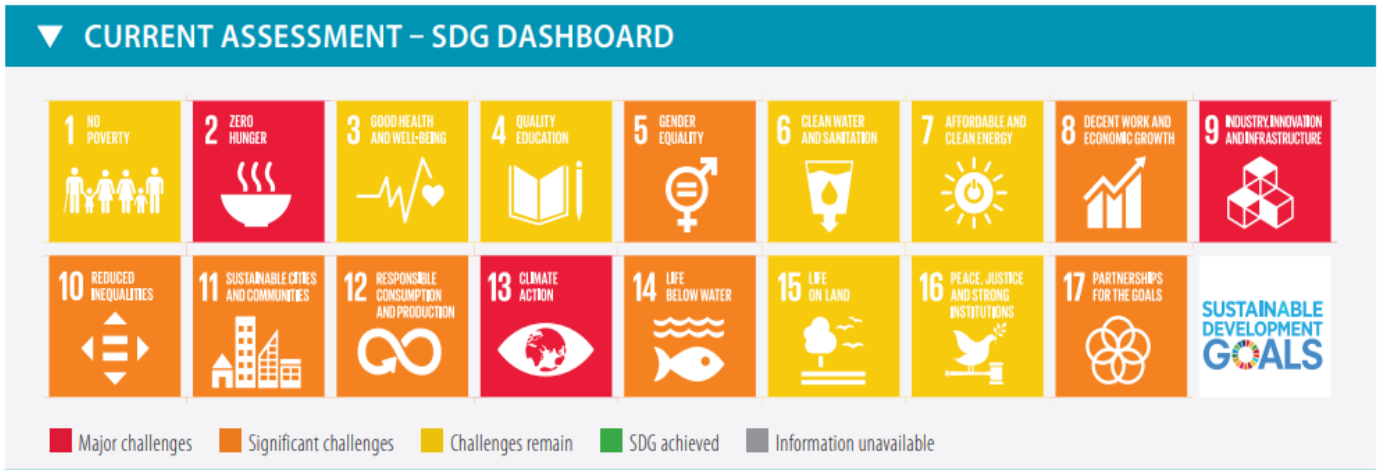 CURRENT ASSESSMENT – SDG DASHBOARD
1 NO
POVERTY
2 ZERO
HUNGER
3 GOOD HEALTH
AND WELL-BEING
4 QUALITY
EDUCATION
5 GENDER
EQUALITY
6 CLEAN WATER
AND SANITATION
7 AFFORDABLE AND
CLEAN ENERGY
8 DECENT WORK AND
ECONOMIC GROWTH
9 INDUSTRY, INNOVATION
AND INFRASTRUCTURE
10 REDUCED
INEQUALITIES
11 SUSTAINABLE CITIES
AND COMMUNITIES
12 RESPONSIBLE
CONSUMPTION
AND PRODUCTION
13 CLIMATE
ACTION
14 LIFE
BELOW WATER
15 LIFE
ON LAND
16 PEACE, JUSTICE
AND STRONG
INSTITUTIONS
17 PARTNERSHIPS
FOR THE GOALS
SUSTAINABLE
DEVELOPMENT
GOALS
Major challenges Significant challenges Challenges remain SDG achieved Information unavailable